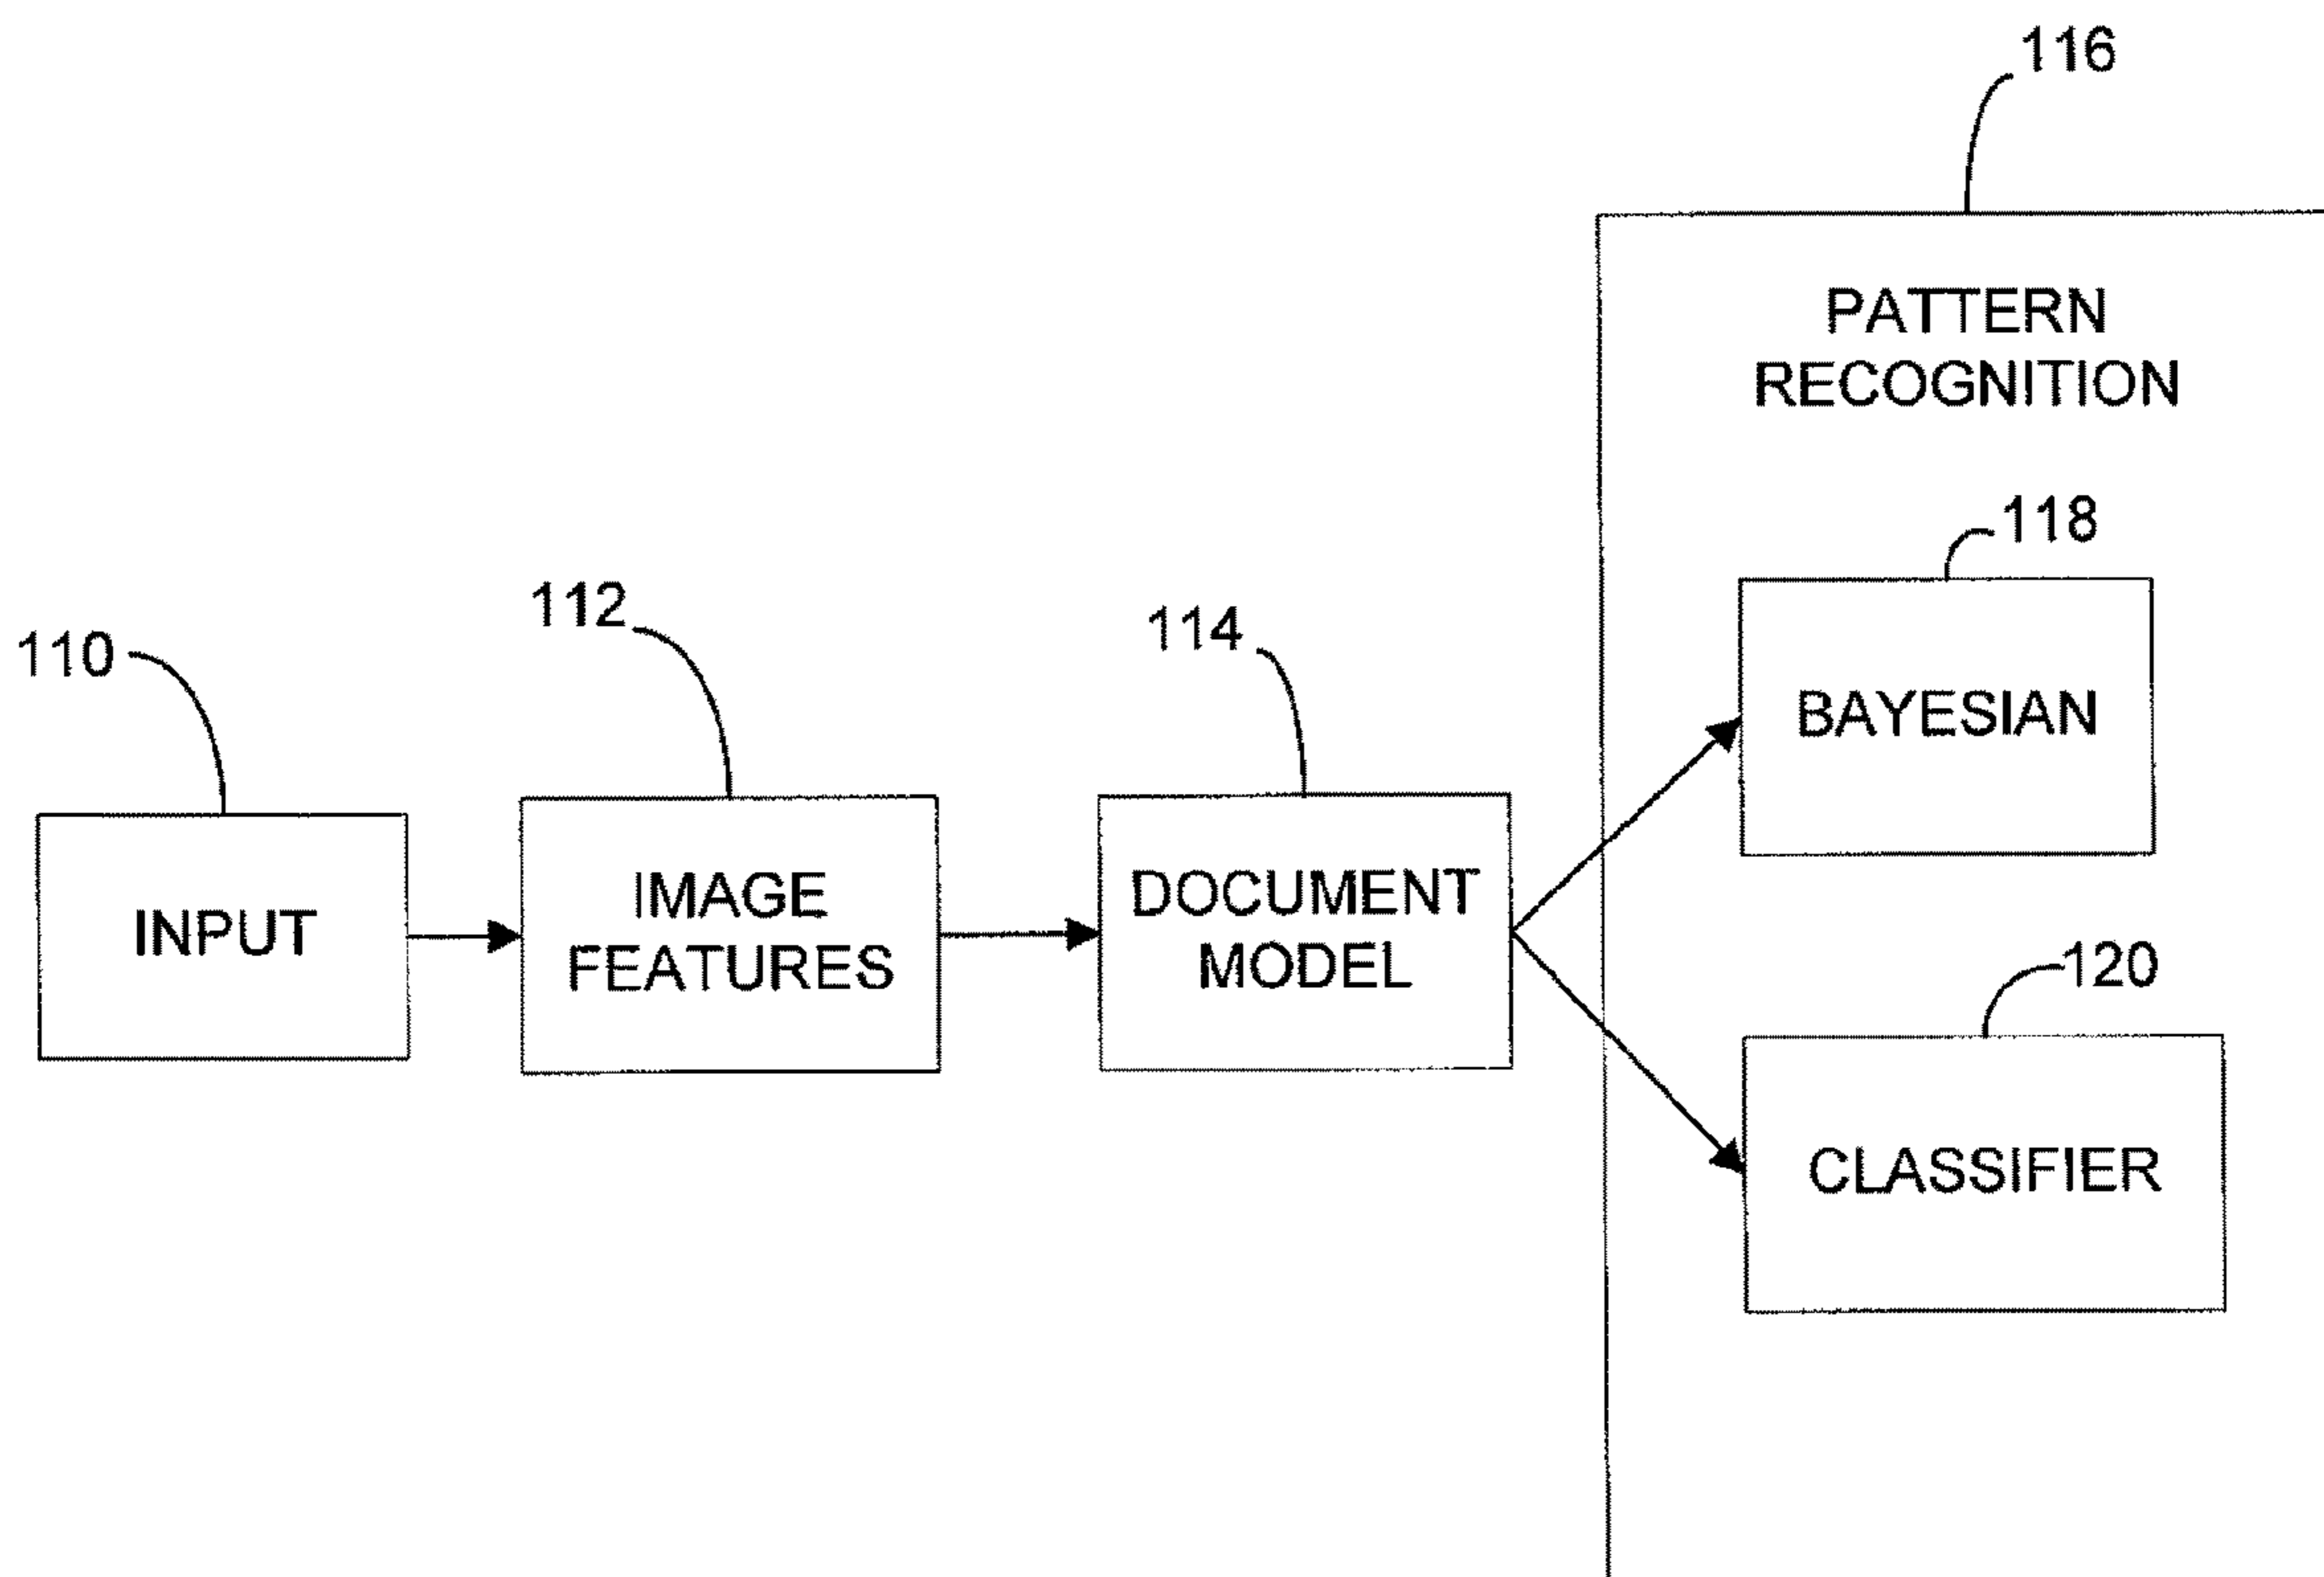 116
PATTERN
RECOGNITION
118
BAYESIAN
110
INPUT
112
IMAGE
FEATURES
114
DOCUMENT
MODEL
120
CLASSIFIER